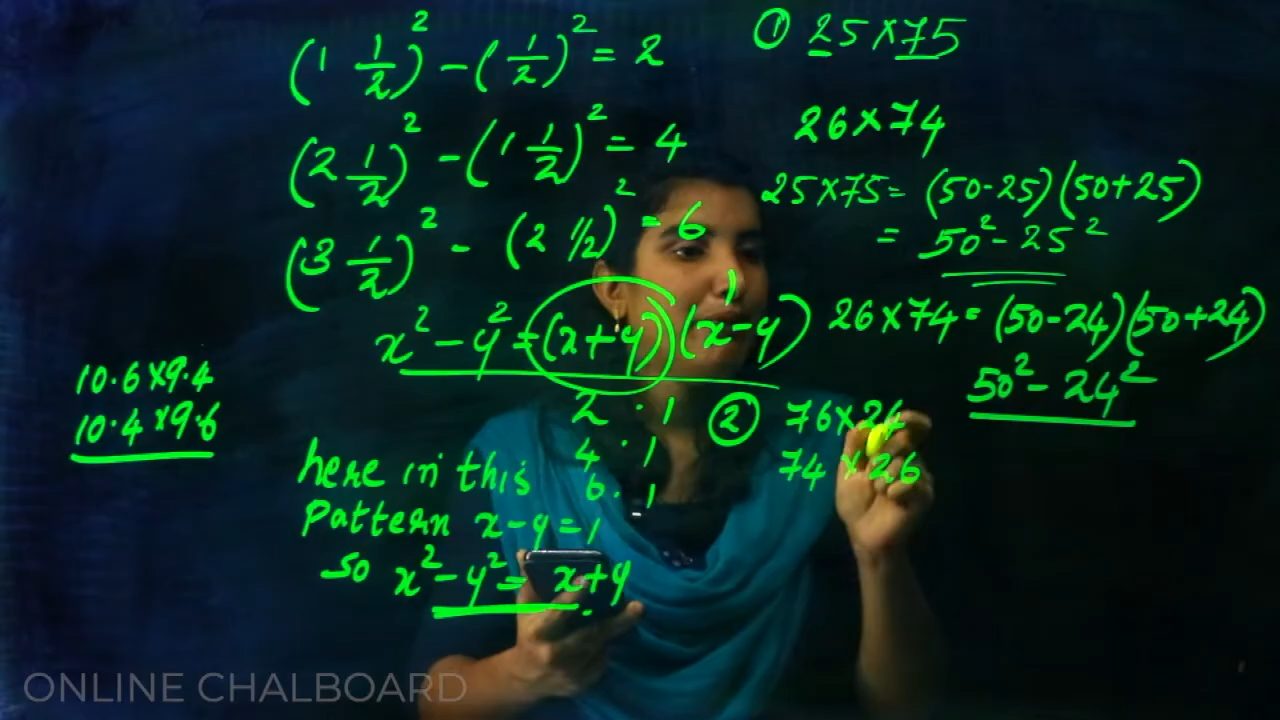 (1 1/2)² - (1/2)² = 2
(2 1/2)² - (1 1/2)² = 4
(3 1/2)² - (2 1/2)² = 6
x² - y² = (x+y)(x-y)
1
2 . 1
4 . 1
6 . 1
here in this
Pattern x-y=1
so x²-y² = x+y
10.6×9.4
10.4×9.6
① 25×75
26×74
25×75 = (50-25)(50+25)
= 50² - 25²
26×74 = (50-24)(50+24)
50² - 24²
② 76×24
74×26
ONLINE CHALBOARD